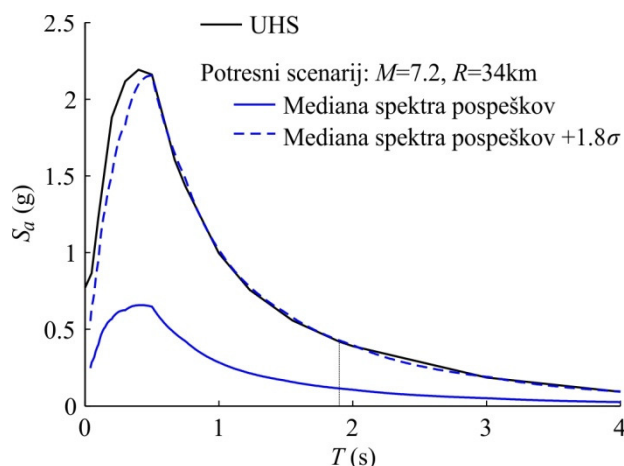 2.5
UHS
Potresni scenarij: M=7.2, R=34km
2
Mediana spektra pospeškov
Mediana spektra pospeškov +1.8σ
1.5
Sa (g)
1
0.5
0
0 1 2 3 4
T (s)